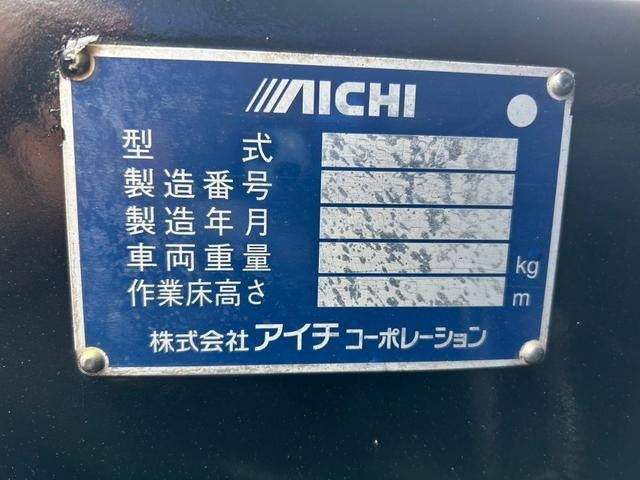 AICHI
型式
製造番号
製造年月
車両重量 kg
作業床高さ m
株式会社 アイチ コーポレーション